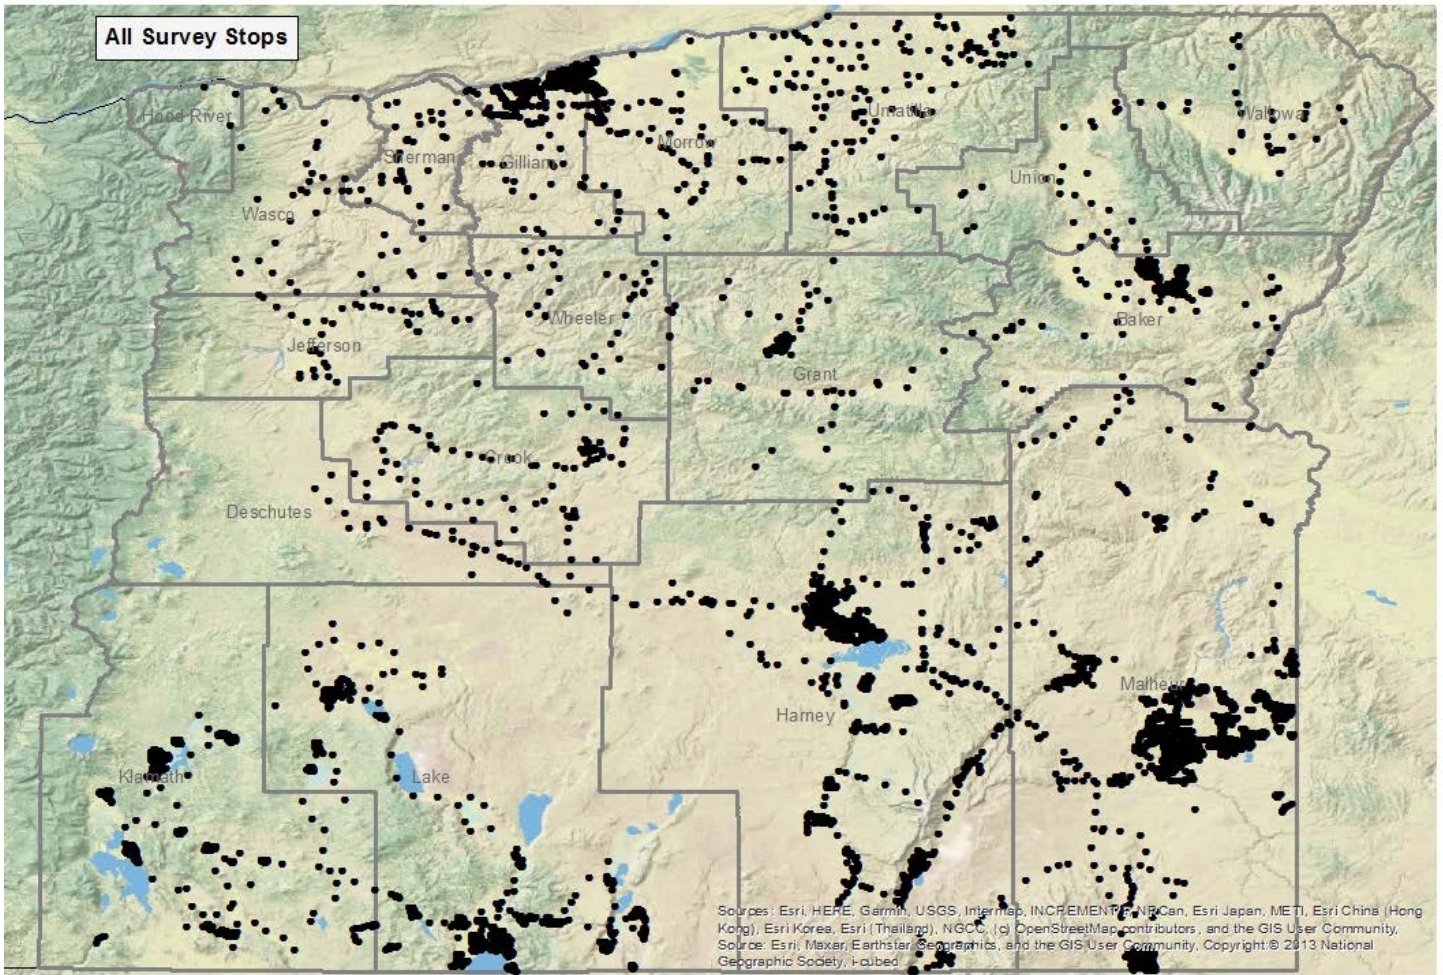 All Survey Stops
Hood River
Umatilla
Wallowa
Morrow
Sherman
Gilliam
Union
Wasco
Wheeler
Baker
Jefferson
Grant
Crook
Deschutes
Malheur
Harney
Klamath
Lake
Sources: Esri, HERE, Garmin, USGS, Intermap, INCREMENT P, NRCan, Esri Japan, METI, Esri China (Hong
Kong), Esri Korea, Esri (Thailand), NGCC, (c) OpenStreetMap contributors, and the GIS User Community,
Source: Esri, Maxar, Earthstar Geographics, and the GIS User Community, Copyright:© 2013 National
Geographic Society, i-cubed